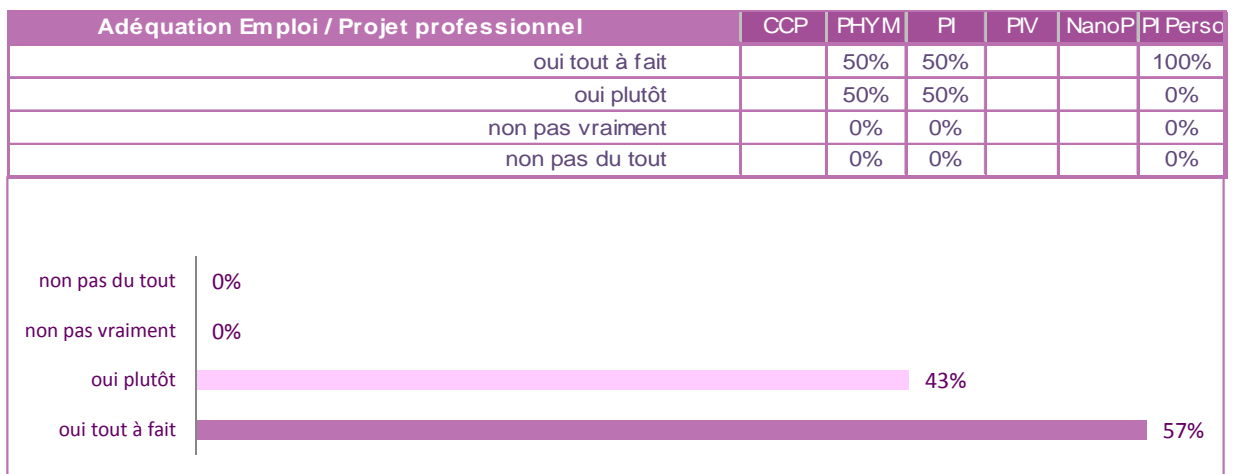 Adéquation Emploi / Projet professionnel CCP PHYM PI PIV NanoP PI Perso
oui tout à fait 50% 50% 100%
oui plutôt 50% 50% 0%
non pas vraiment 0% 0% 0%
non pas du tout 0% 0% 0%
non pas du tout 0%
non pas vraiment 0%
oui plutôt 43%
oui tout à fait 57%